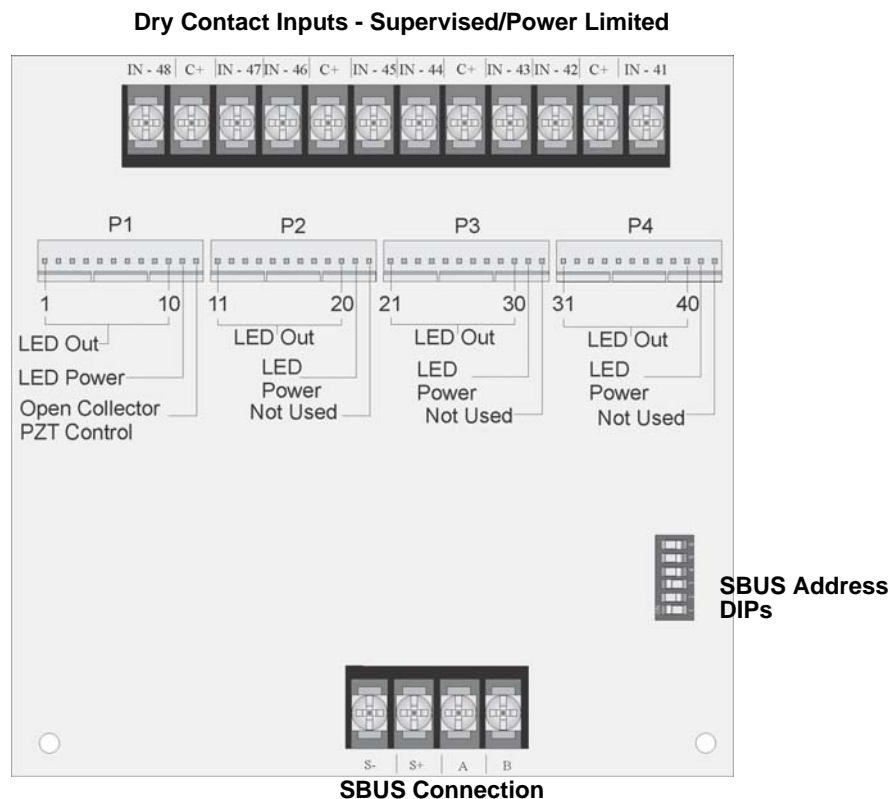 Dry Contact Inputs - Supervised/Power Limited
IN - 48 | C+ | IN - 47 | IN - 46 | C+ | IN - 45 | IN - 44 | C+ | IN - 43 | IN - 42 | C+ | IN - 41
P1 P2 P3 P4
1 10 11 20 21 30 31 40
LED Out
LED Power
Open Collector
PZT Control
LED Out
LED
Power
Not Used
LED Out
LED
Power
Not Used
LED Out
LED
Power
Not Used
SBUS Address
DIPs
S- | S+ | A | B
SBUS Connection